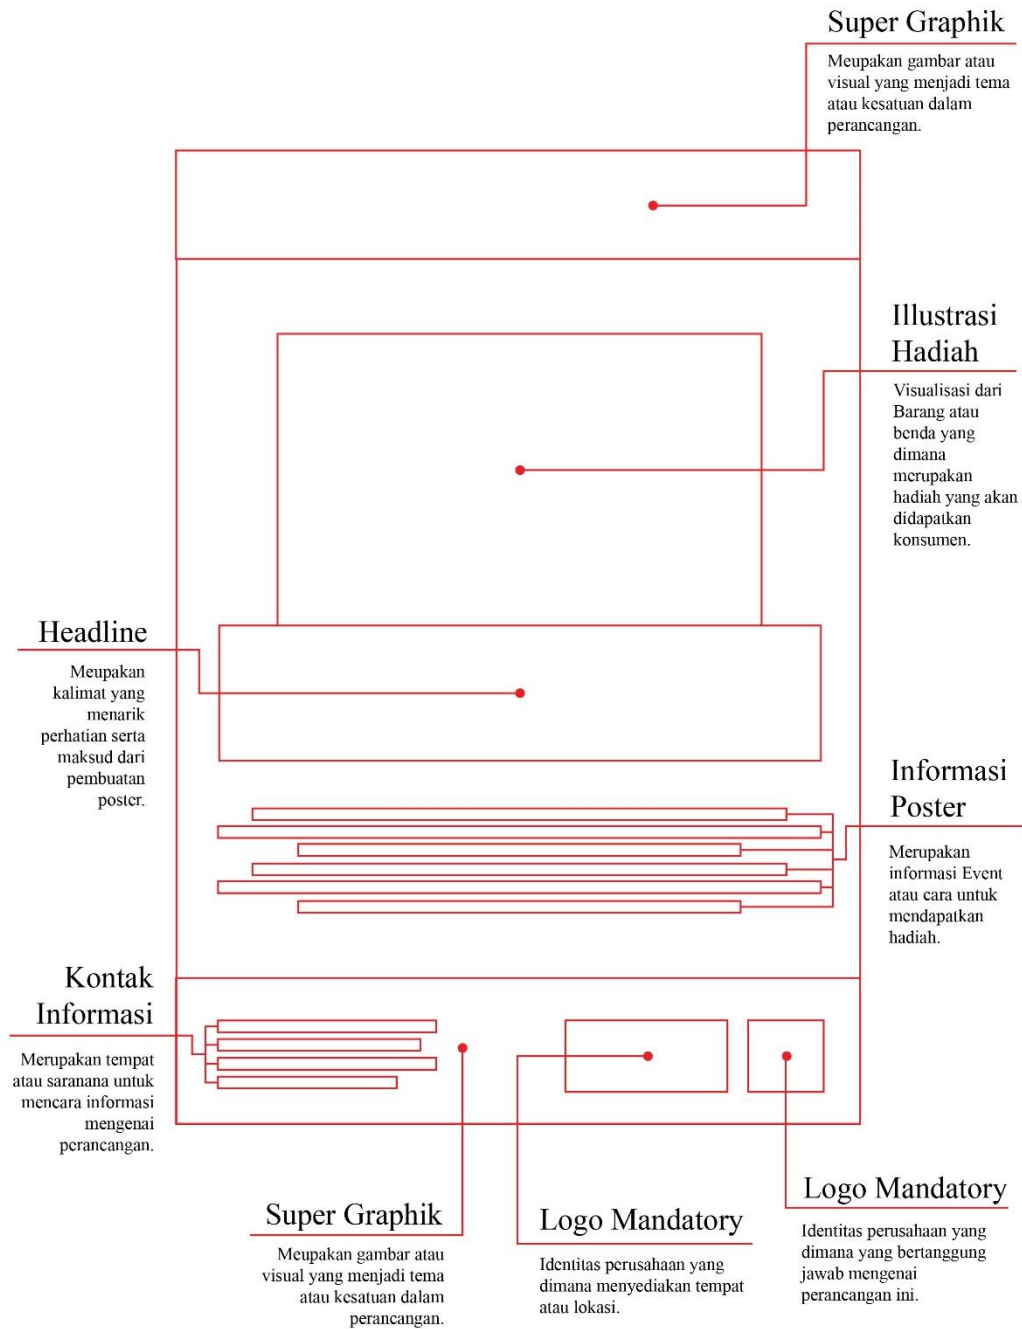 Super Graphik
Meupakan gambar atau
visual yang menjadi tema
atau kesatuan dalam
perancangan.
Illustrasi
Hadiah
Visualisasi dari
Barang atau
benda yang
dimana
merupakan
hadiah yang akan
didapatkan
konsumen.
Headline
Meupakan
kalimat yang
menarik
perhatian serta
maksud dari
pembuatan
poster.
Informasi
Poster
Merupakan
informasi Event
atau cara untuk
mendapatkan
hadiah.
Kontak
Informasi
Merupakan tempat
atau saranana untuk
mencara informasi
mengenai
perancangan.
Super Graphik
Meupakan gambar atau
visual yang menjadi tema
atau kesatuan dalam
perancangan.
Logo Mandatory
Identitas perusahaan yang
dimana menyediakan tempat
atau lokasi.
Logo Mandatory
Identitas perusahaan yang
dimana yang bertanggung
jawab mengenai
perancangan ini.